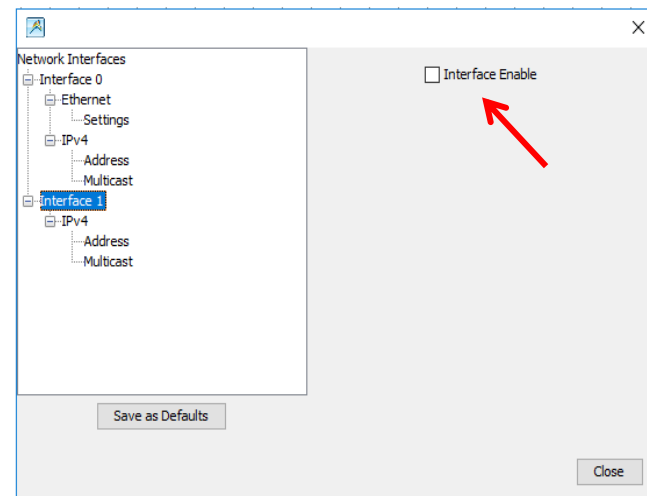 Network Interfaces
Interface 0
Ethernet
Settings
IPv4
Address
Multicast
Interface 1
IPv4
Address
Multicast
Interface Enable
Save as Defaults
Close